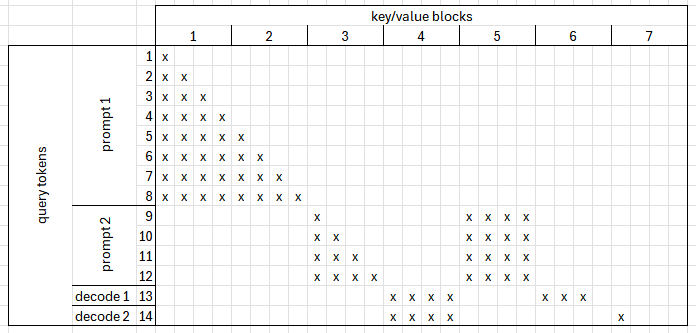 key/value blocks
1 2 3 4 5 6 7
query tokens
prompt 1
1 x
2 x x
3 x x x
4 x x x x
5 x x x x x
6 x x x x x x
7 x x x x x x x
8 x x x x x x x x
prompt 2
9 x x x x x
10 x x x x x x
11 x x x x x x x
12 x x x x x x x x
decode 1 13 x x x x x x x
decode 2 14 x x x x x